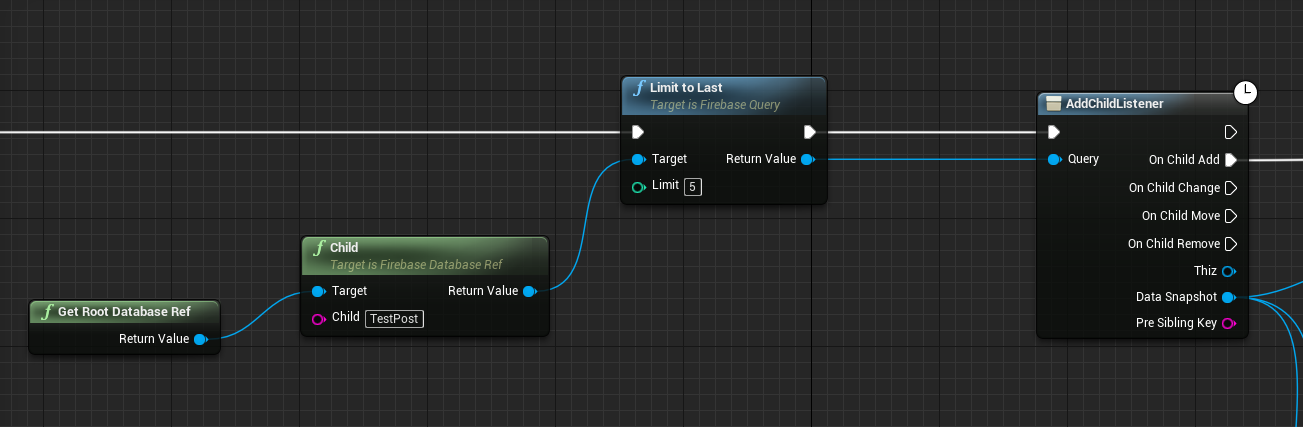 Limit to Last
Target is Firebase Query
Target Return Value
Limit 5
AddChildListener
Query On Child Add
On Child Change
On Child Move
On Child Remove
Thiz
Data Snapshot
Pre Sibling Key
Child
Target is Firebase Database Ref
Target Return Value
Child TestPost
Get Root Database Ref
Return Value